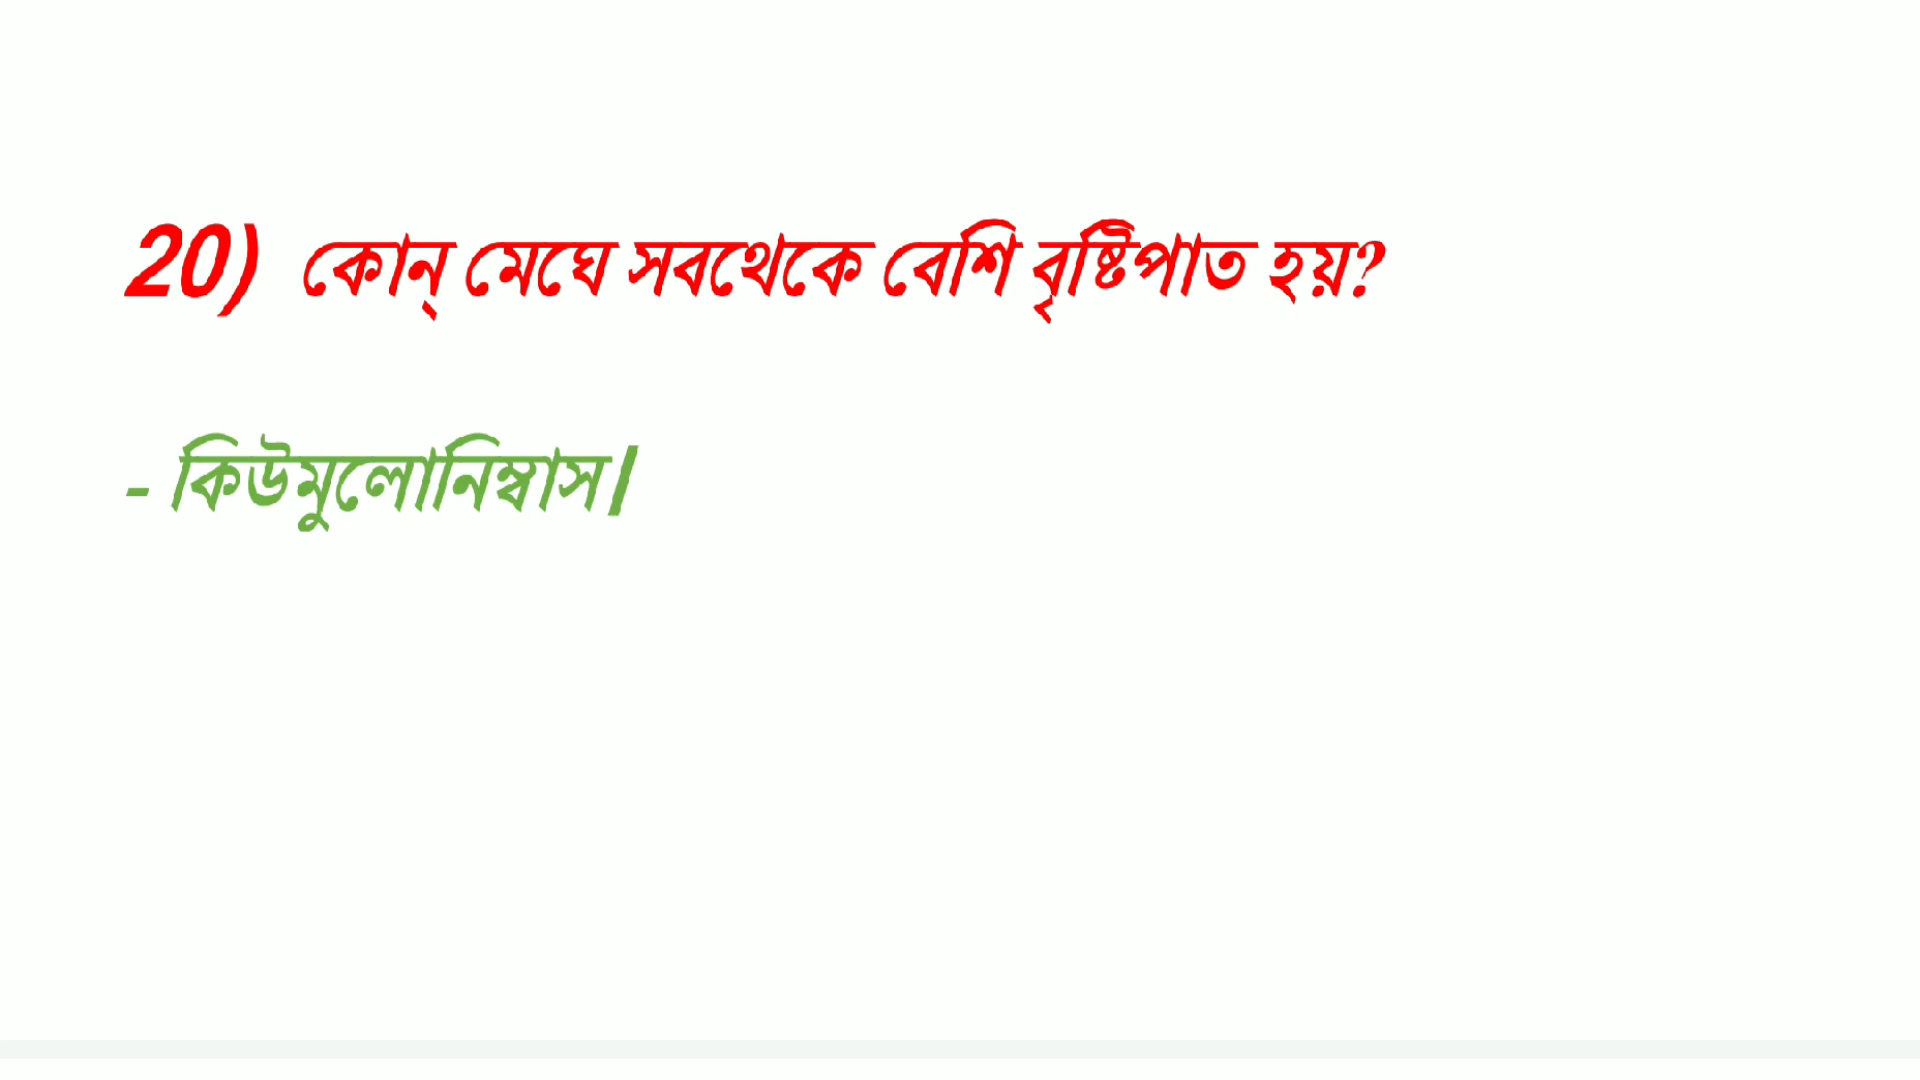 20) কোন্ মেঘে সবথেকে বেশি বৃষ্টিপাত হয়?
- কিউমুলোনিম্বাস।